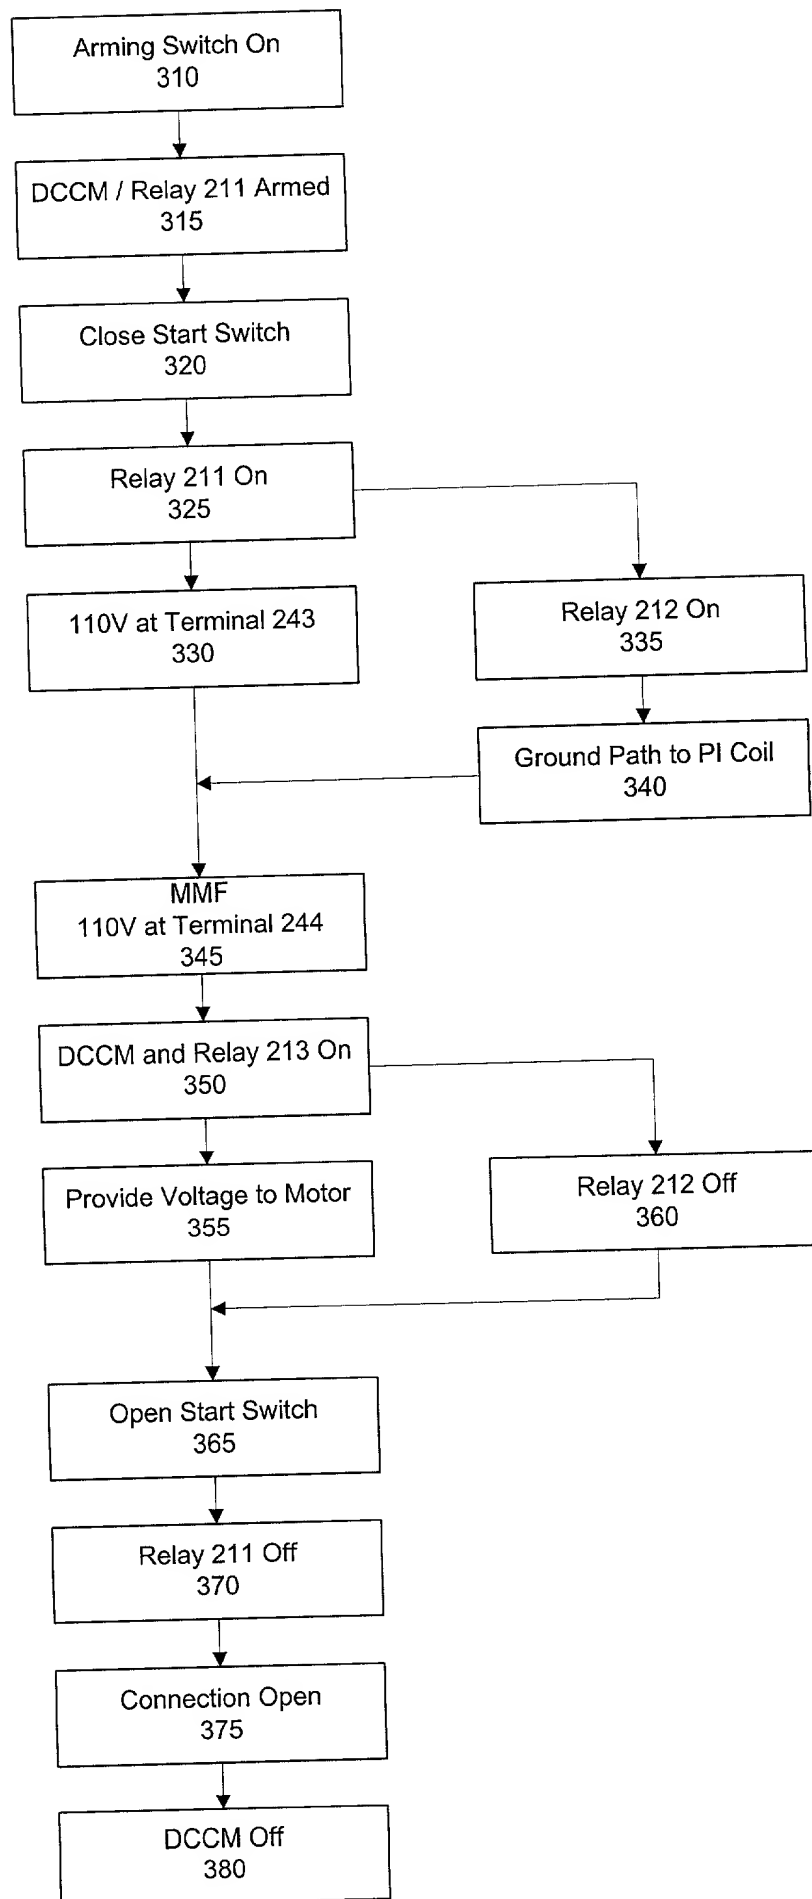 Arming Switch On
310
DCCM / Relay 211 Armed
315
Close Start Switch
320
Relay 211 On
325
110V at Terminal 243
330
Relay 212 On
335
Ground Path to PI Coil
340
MMF
110V at Terminal 244
345
DCCM and Relay 213 On
350
Provide Voltage to Motor
355
Relay 212 Off
360
Open Start Switch
365
Relay 211 Off
370
Connection Open
375
DCCM Off
380